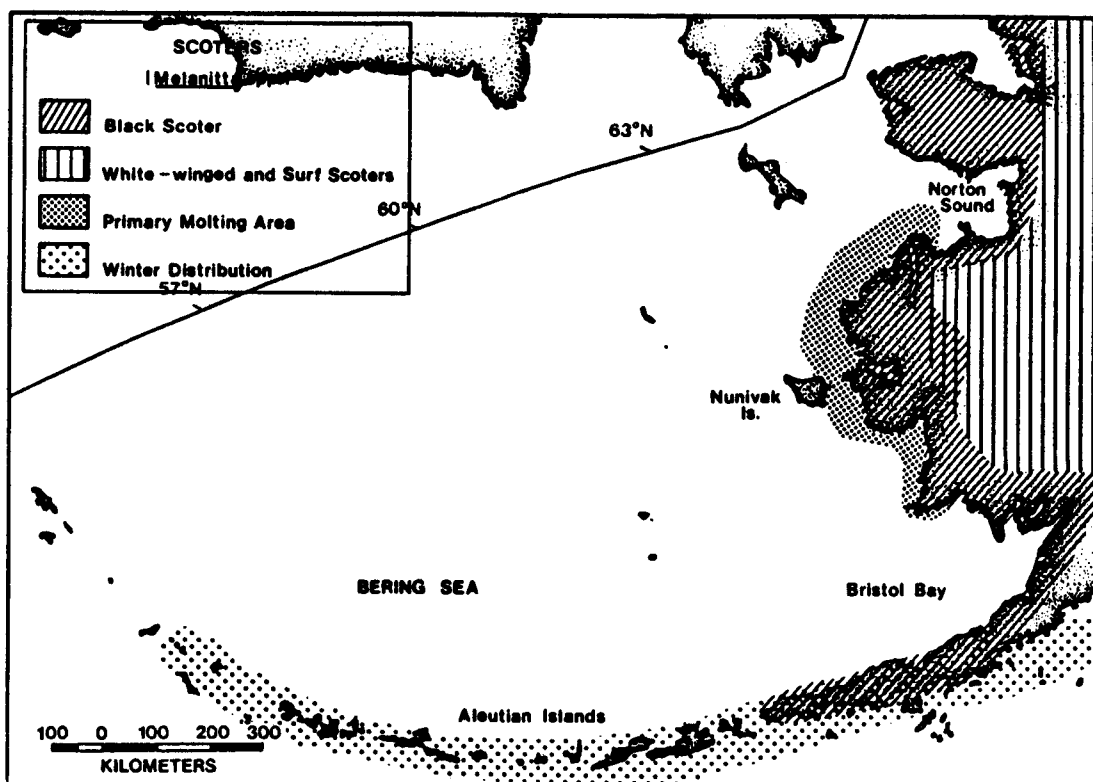 SCOTERS
Black Scoter
White-winged and Surf Scoters
Primary Molting Area
Winter Distribution
57°N
60°N
63°N
Norton
Sound
Nunivak
Is.
BERING SEA
Bristol Bay
Aleutian Islands
100 0 100 200 300
KILOMETERS